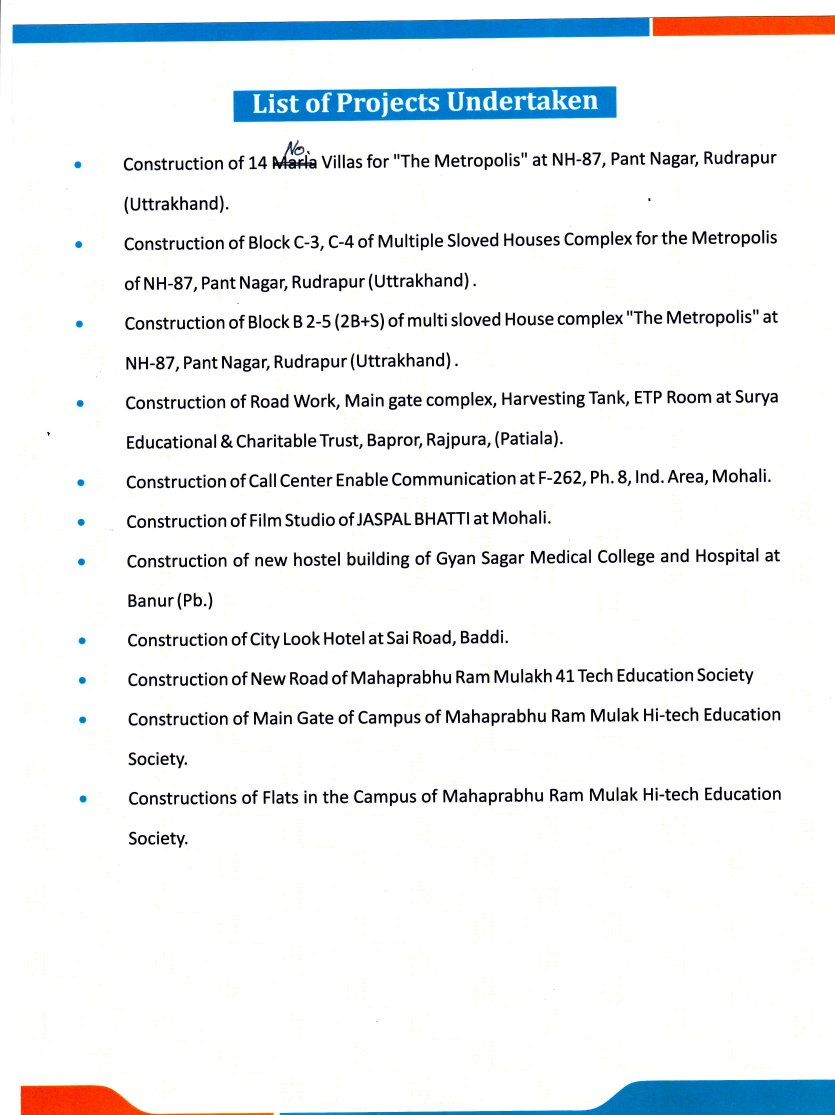 List of Projects Undertaken
• Construction of 14 No. Marla Villas for "The Metropolis" at NH-87, Pant Nagar, Rudrapur
(Uttrakhand).
• Construction of Block C-3, C-4 of Multiple Sloved Houses Complex for the Metropolis
of NH-87, Pant Nagar, Rudrapur (Uttrakhand) .
• Construction of Block B 2-5 (2B+S) of multi sloved House complex "The Metropolis" at
NH-87, Pant Nagar, Rudrapur (Uttrakhand) .
• Construction of Road Work, Main gate complex, Harvesting Tank, ETP Room at Surya
Educational & Charitable Trust, Bapror, Rajpura, (Patiala).
• Construction of Call Center Enable Communication at F-262, Ph. 8, Ind. Area, Mohali.
• Construction of Film Studio of JASPAL BHATTI at Mohali.
• Construction of new hostel building of Gyan Sagar Medical College and Hospital at
Banur (Pb.)
• Construction of City Look Hotel at Sai Road, Baddi.
• Construction of New Road of Mahaprabhu Ram Mulakh 41 Tech Education Society
• Construction of Main Gate of Campus of Mahaprabhu Ram Mulak Hi-tech Education
Society.
• Constructions of Flats in the Campus of Mahaprabhu Ram Mulak Hi-tech Education
Society.